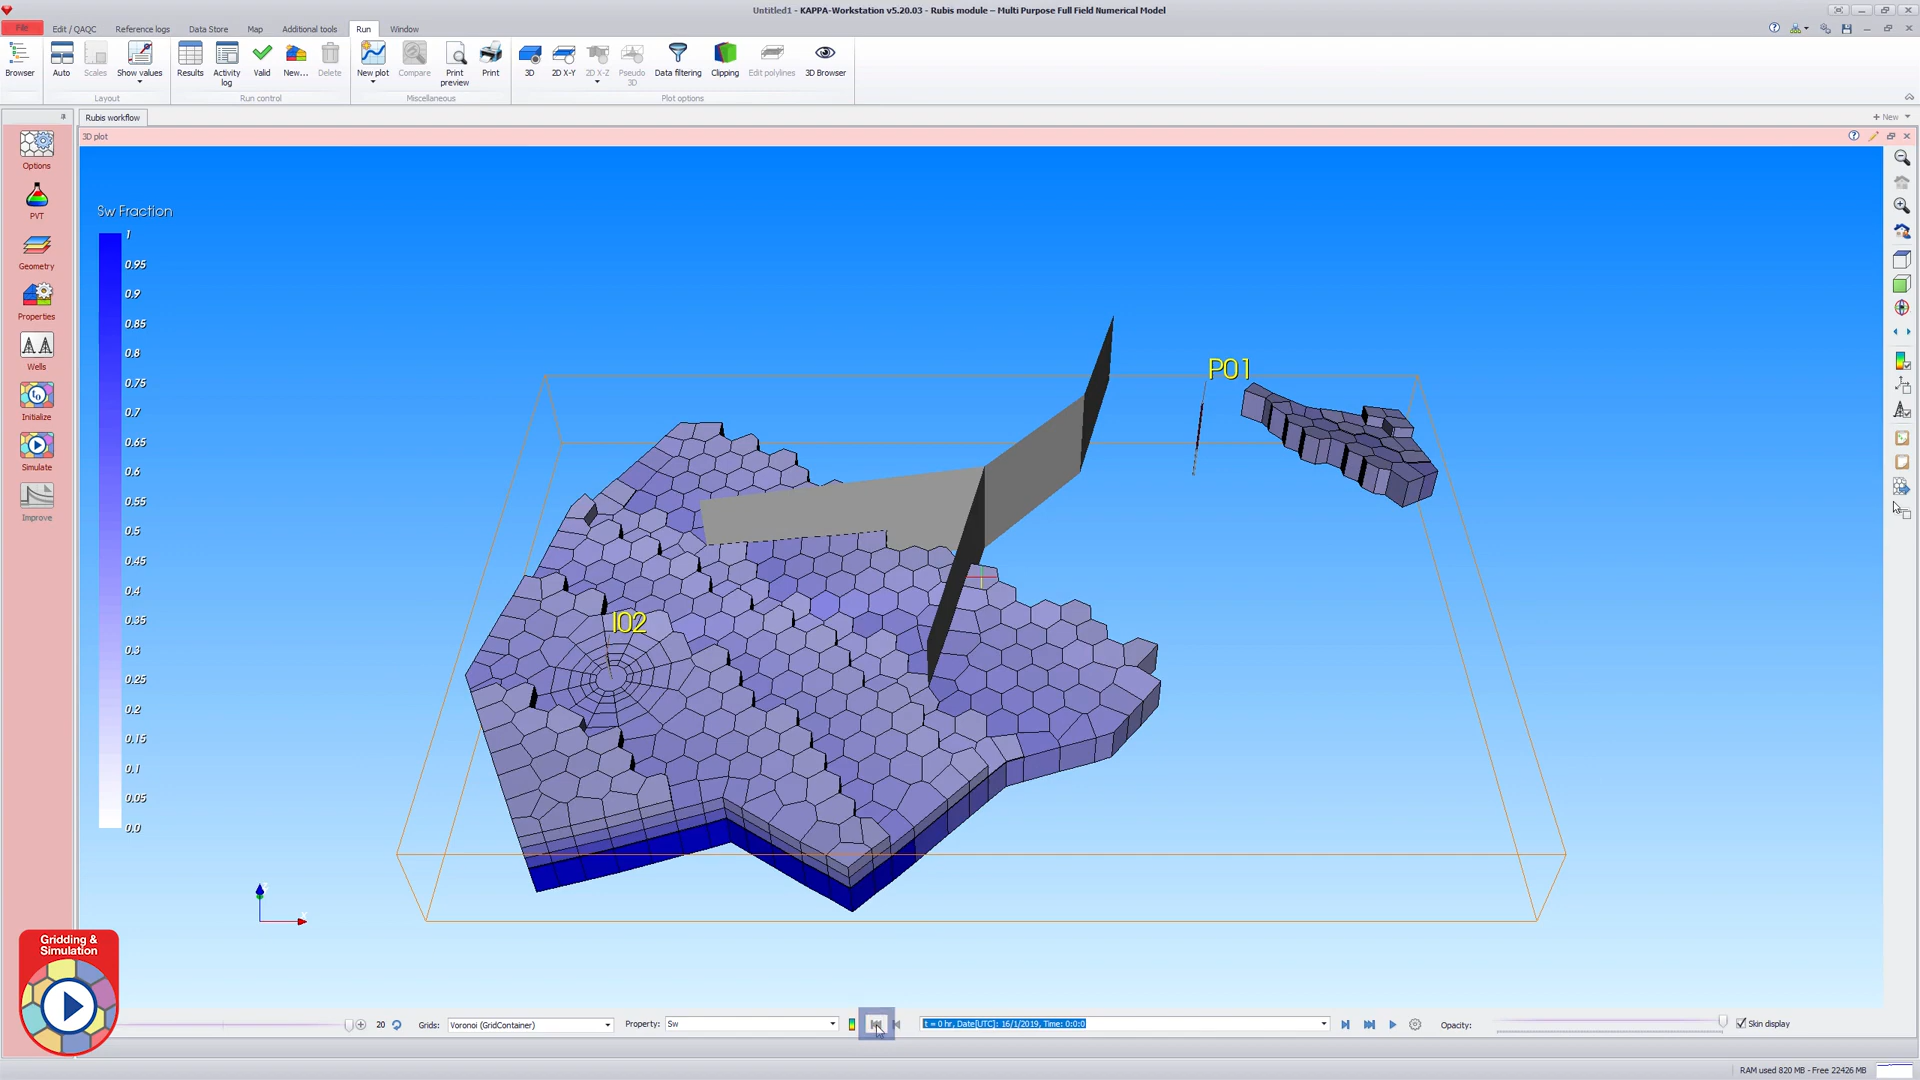 Untitled1 - KAPPA-Workstation v5.20.03 - Rubis module – Multi Purpose Full Field Numerical Model
File
Edit / QAQC
Reference logs
Data Store
Map
Additional tools
Run
Window
Browser
Auto
Scales
Show values
Results
Activity log
Valid
New...
Delete
New plot
Compare
Print preview
Print
3D
2D X-Y
2D X-Z
Pseudo 3D
Data filtering
Clipping
Edit polylines
3D Browser
Layout
Run control
Miscellaneous
Plot options
Rubis workflow
+ New
3D plot
Options
PVT
Geometry
Properties
Wells
Initialize
Simulate
Improve
Sw Fraction
1
0.95
0.9
0.85
0.8
0.75
0.7
0.65
0.6
0.55
0.5
0.45
0.4
0.35
0.3
0.25
0.2
0.15
0.1
0.05
0.0
P01
I02
Gridding &
Simulation
20
Grids:
Voronoi (GridContainer)
Property:
Sw
t = 0 hr, Date[UTC]: 16/1/2019, Time: 0:0:0
Opacity:
Skin display
RAM used 820 MB - Free 22426 MB